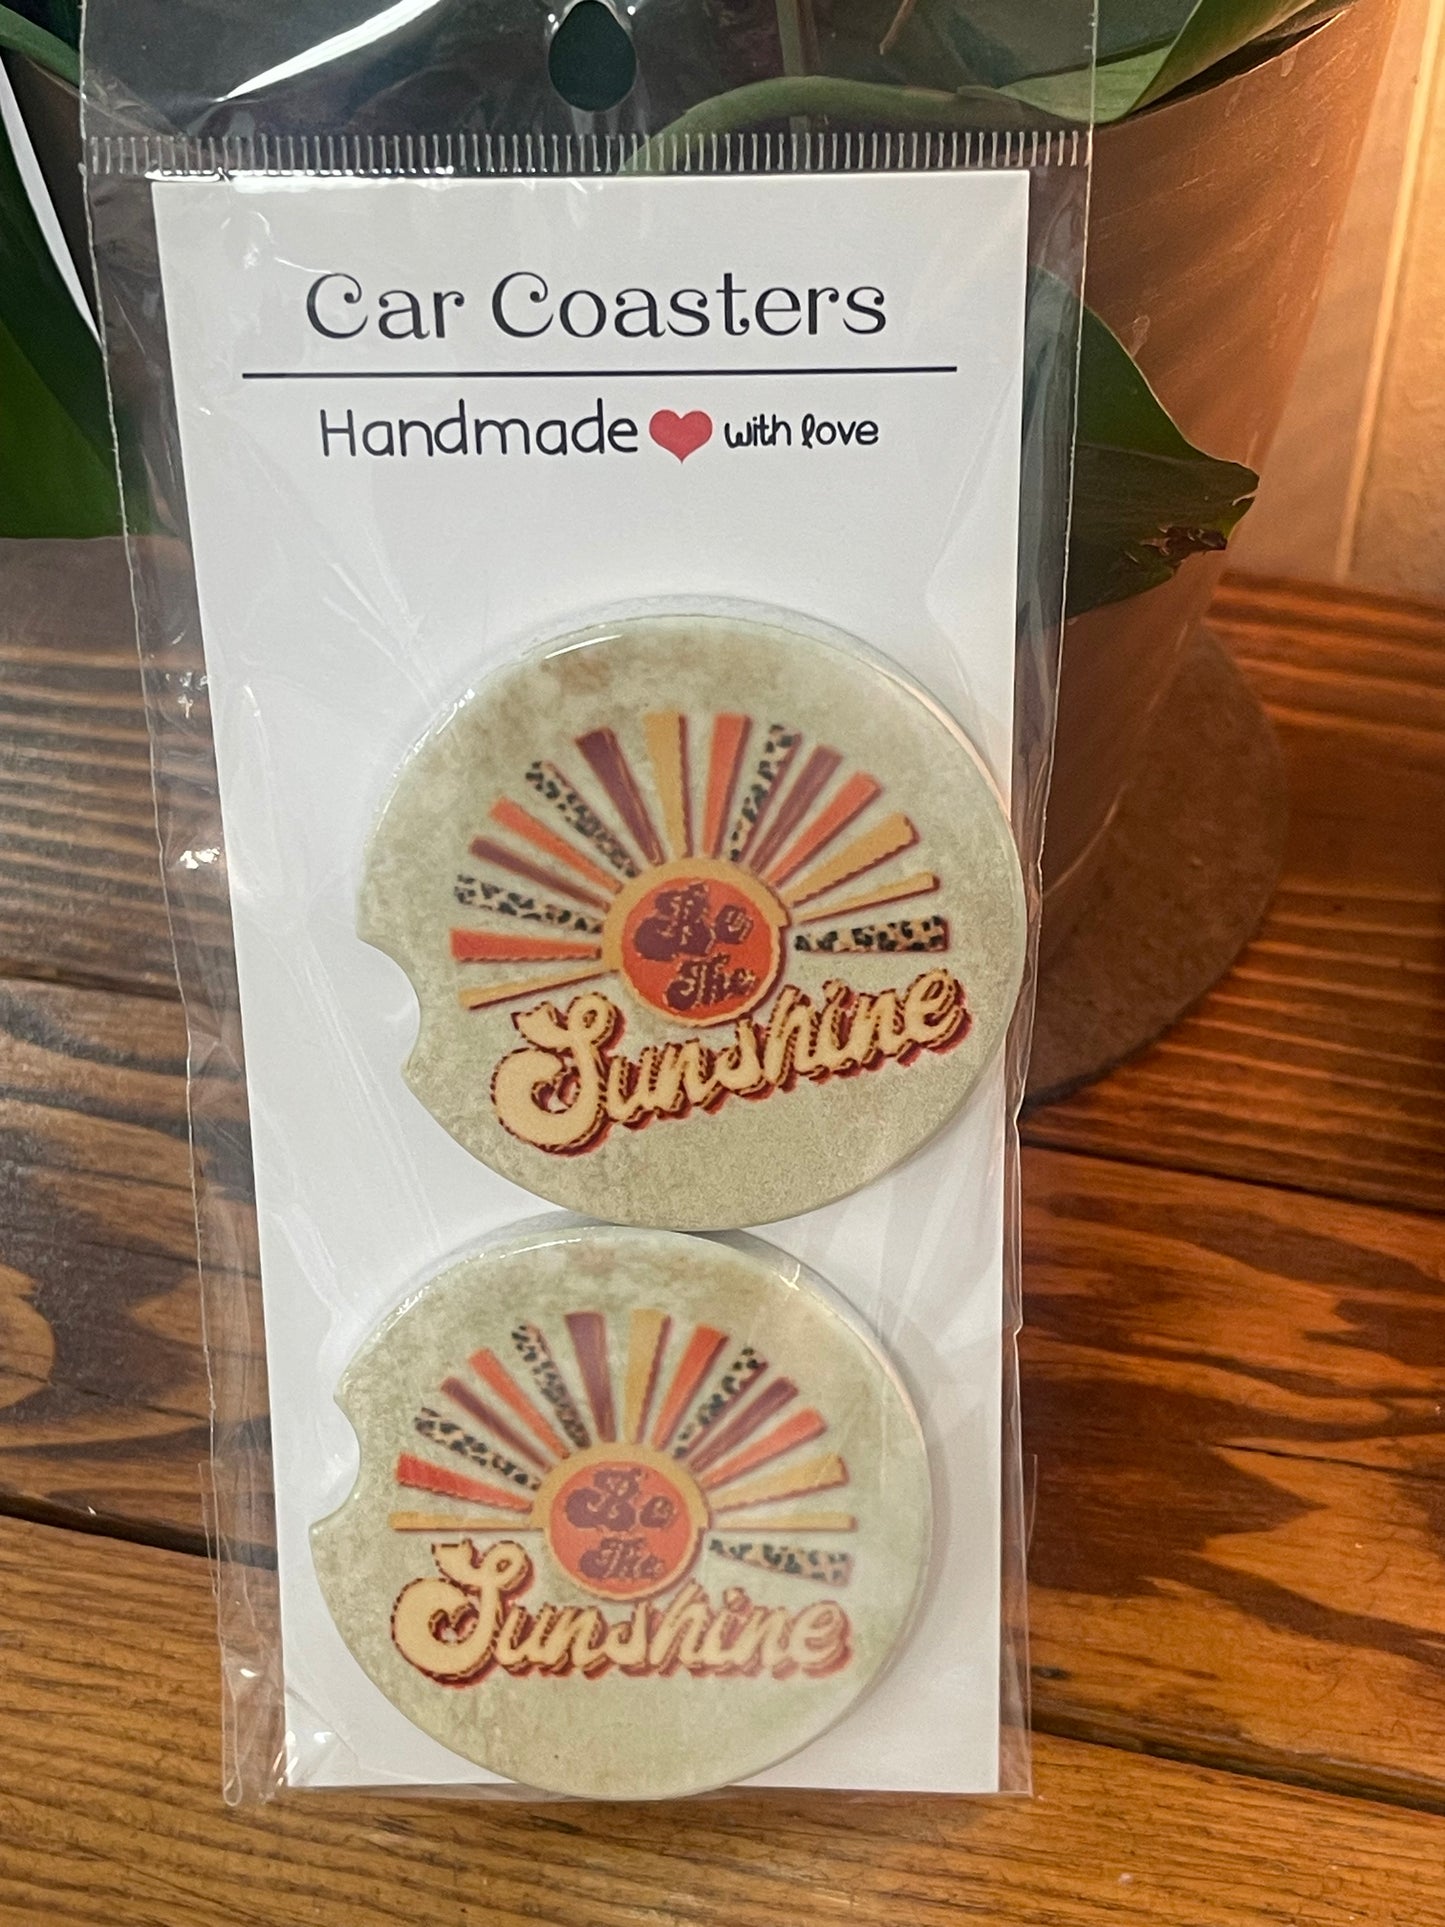 Car Coasters
Handmade with love
Be
The
Sunshine
Be
The
Sunshine